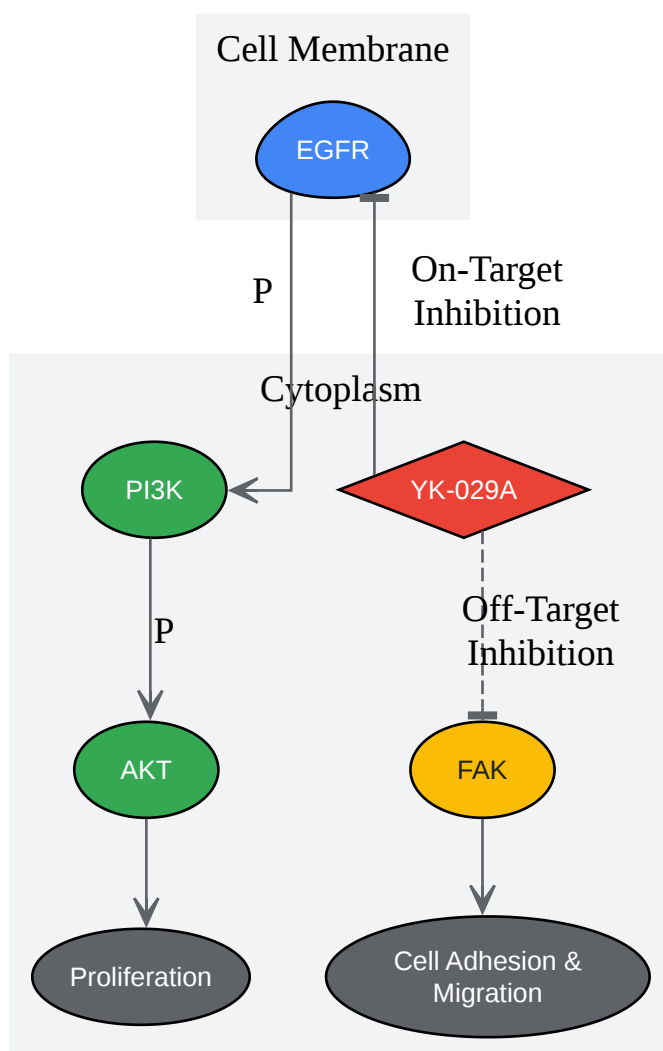 Cell Membrane
EGFR
P
On-Target
Inhibition
Cytoplasm
PI3K
YK-029A
P
Off-Target
Inhibition
AKT
FAK
Proliferation
Cell Adhesion &
Migration